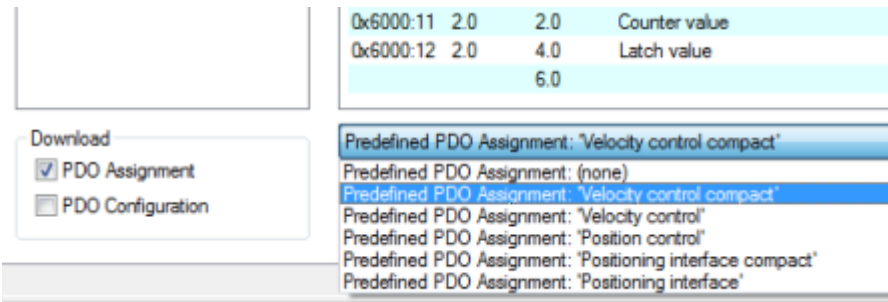 0x6000:11 2.0 2.0 Counter value
0x6000:12 2.0 4.0 Latch value
6.0
Download
PDO Assignment
PDO Configuration
Predefined PDO Assignment: 'Velocity control compact'
Predefined PDO Assignment: (none)
Predefined PDO Assignment: 'Velocity control compact'
Predefined PDO Assignment: 'Velocity control'
Predefined PDO Assignment: 'Position control'
Predefined PDO Assignment: 'Positioning interface compact'
Predefined PDO Assignment: 'Positioning interface'